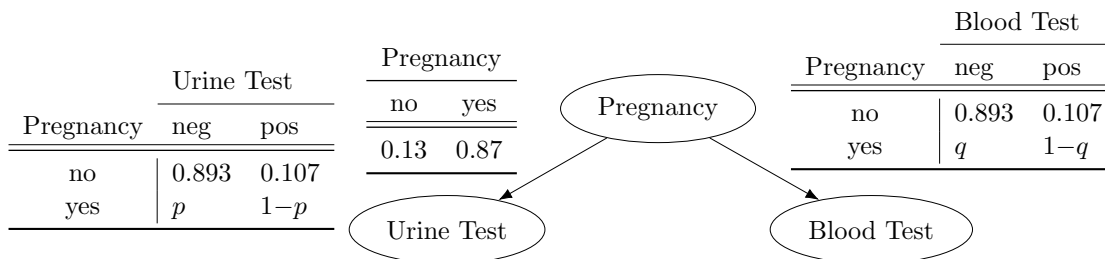 Urine Test
Pregnancy neg pos
no 0.893 0.107
yes p 1−p
Pregnancy
no yes
0.13 0.87
Pregnancy
Urine Test
Blood Test
Blood Test
Pregnancy neg pos
no 0.893 0.107
yes q 1−q